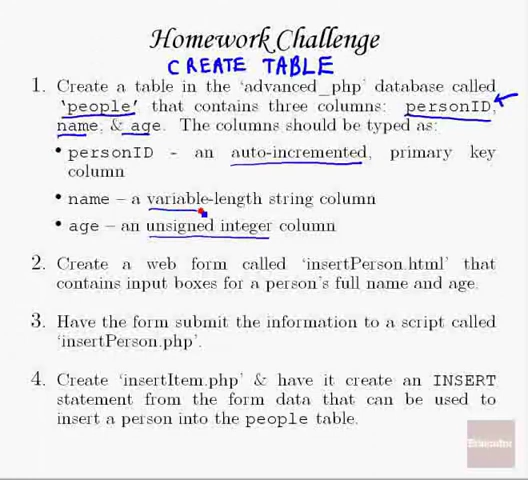 Homework Challenge
CREATE TABLE
1. Create a table in the 'advanced_php' database called
'people' that contains three columns: personID,
name, & age. The columns should be typed as:
• personID - an auto-incremented, primary key
column
• name – a variable-length string column
• age – an unsigned integer column
2. Create a web form called 'insertPerson.html' that
contains input boxes for a person's full name and age.
3. Have the form submit the information to a script called
'insertPerson.php'.
4. Create 'insertItem.php' & have it create an INSERT
statement from the form data that can be used to
insert a person into the people table.